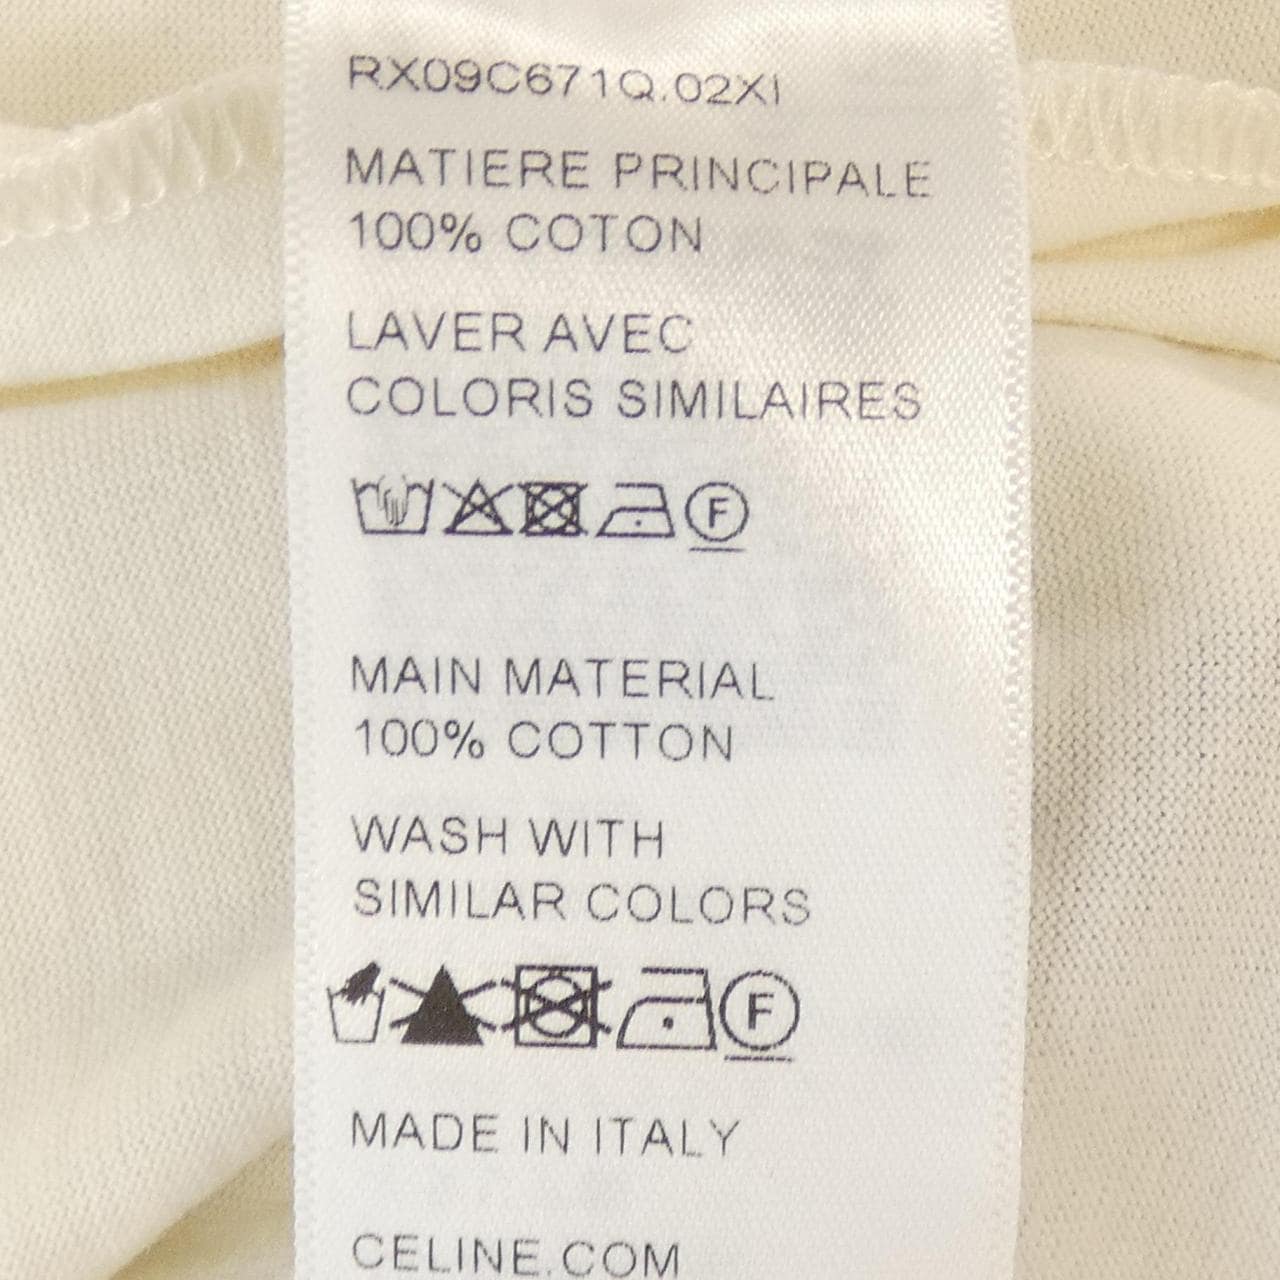 RX09C671Q.02XI
MATIERE PRINCIPALE
100% COTON
LAVER AVEC
COLORIS SIMILAIRES
F
MAIN MATERIAL
100% COTTON
WASH WITH
SIMILAR COLORS
F
MADE IN ITALY
CELINE.COM